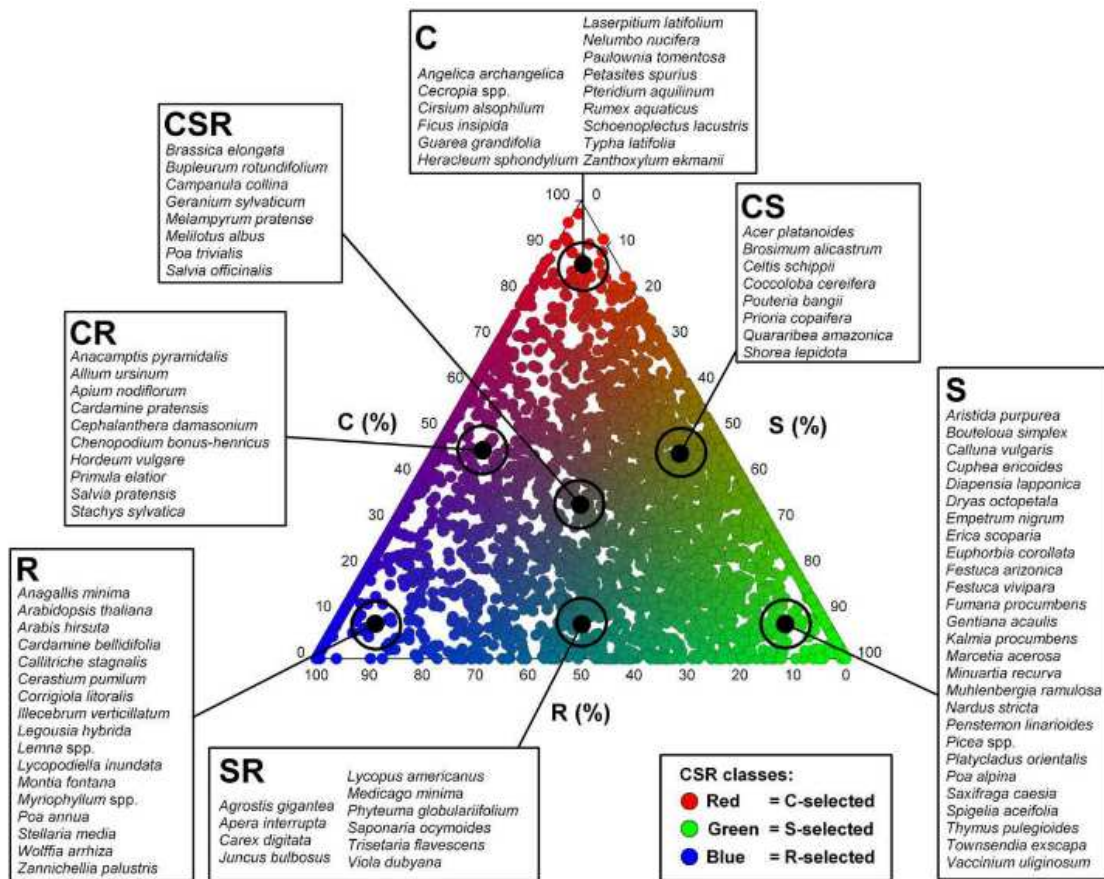 C
Angelica archangelica
Cecropia spp.
Cirsium alsophilum
Ficus insipida
Guarea grandifolia
Heracleum sphondylium
Laserpitium latifolium
Nelumbo nucifera
Paulownia tomentosa
Petasites spurius
Pteridium aquilinum
Rumex aquaticus
Schoenoplectus lacustris
Typha latifolia
Zanthoxylum ekmanii
CSR
Brassica elongata
Bupleurum rotundifolium
Campanula collina
Geranium sylvaticum
Melampyrum pratense
Melilotus albus
Poa trivialis
Salvia officinalis
CS
Acer platanoides
Brosimum alicastrum
Celtis schippii
Coccoloba cereifera
Pouteria bangii
Prioria copaifera
Quararibea amazonica
Shorea lepidota
CR
Anacamptis pyramidalis
Allium ursinum
Apium nodiflorum
Cardamine pratensis
Cephalanthera damasonium
Chenopodium bonus-henricus
Hordeum vulgare
Primula elatior
Salvia pratensis
Stachys sylvatica
S
Aristida purpurea
Bouteloua simplex
Calluna vulgaris
Cuphea ericoides
Diapensia lapponica
Dryas octopetala
Empetrum nigrum
Erica scoparia
Euphorbia corollata
Festuca arizonica
Festuca vivipara
Fumana procumbens
Gentiana acaulis
Kalmia procumbens
Marcetia acerosa
Minuartia recurva
Muhlenbergia ramulosa
Nardus stricta
Penstemon linarioides
Picea spp.
Platycladus orientalis
Poa alpina
Saxifraga caesia
Spigelia aceifolia
Thymus pulegioides
Townsendia exscapa
Vaccinium uliginosum
R
Anagallis minima
Arabidopsis thaliana
Arabis hirsuta
Cardamine bellidifolia
Callitriche stagnalis
Cerastium pumilum
Corrigiola litoralis
Illecebrum verticillatum
Legousia hybrida
Lemna spp.
Lycopodiella inundata
Montia fontana
Myriophyllum spp.
Poa annua
Stellaria media
Wolffia arrhiza
Zannichellia palustris
SR
Agrostis gigantea
Apera interrupta
Carex digitata
Juncus bulbosus
Lycopus americanus
Medicago minima
Phyteuma globulariifolium
Saponaria ocymoides
Trisetaria flavescens
Viola dubyana
C (%)
100
90
80
70
60
50
40
30
20
10
0
S (%)
0
10
20
30
40
50
60
70
80
90
100
100 90 80 70 60 50 40 30 20 10 0
R (%)
CSR classes:
Red = C-selected
Green = S-selected
Blue = R-selected